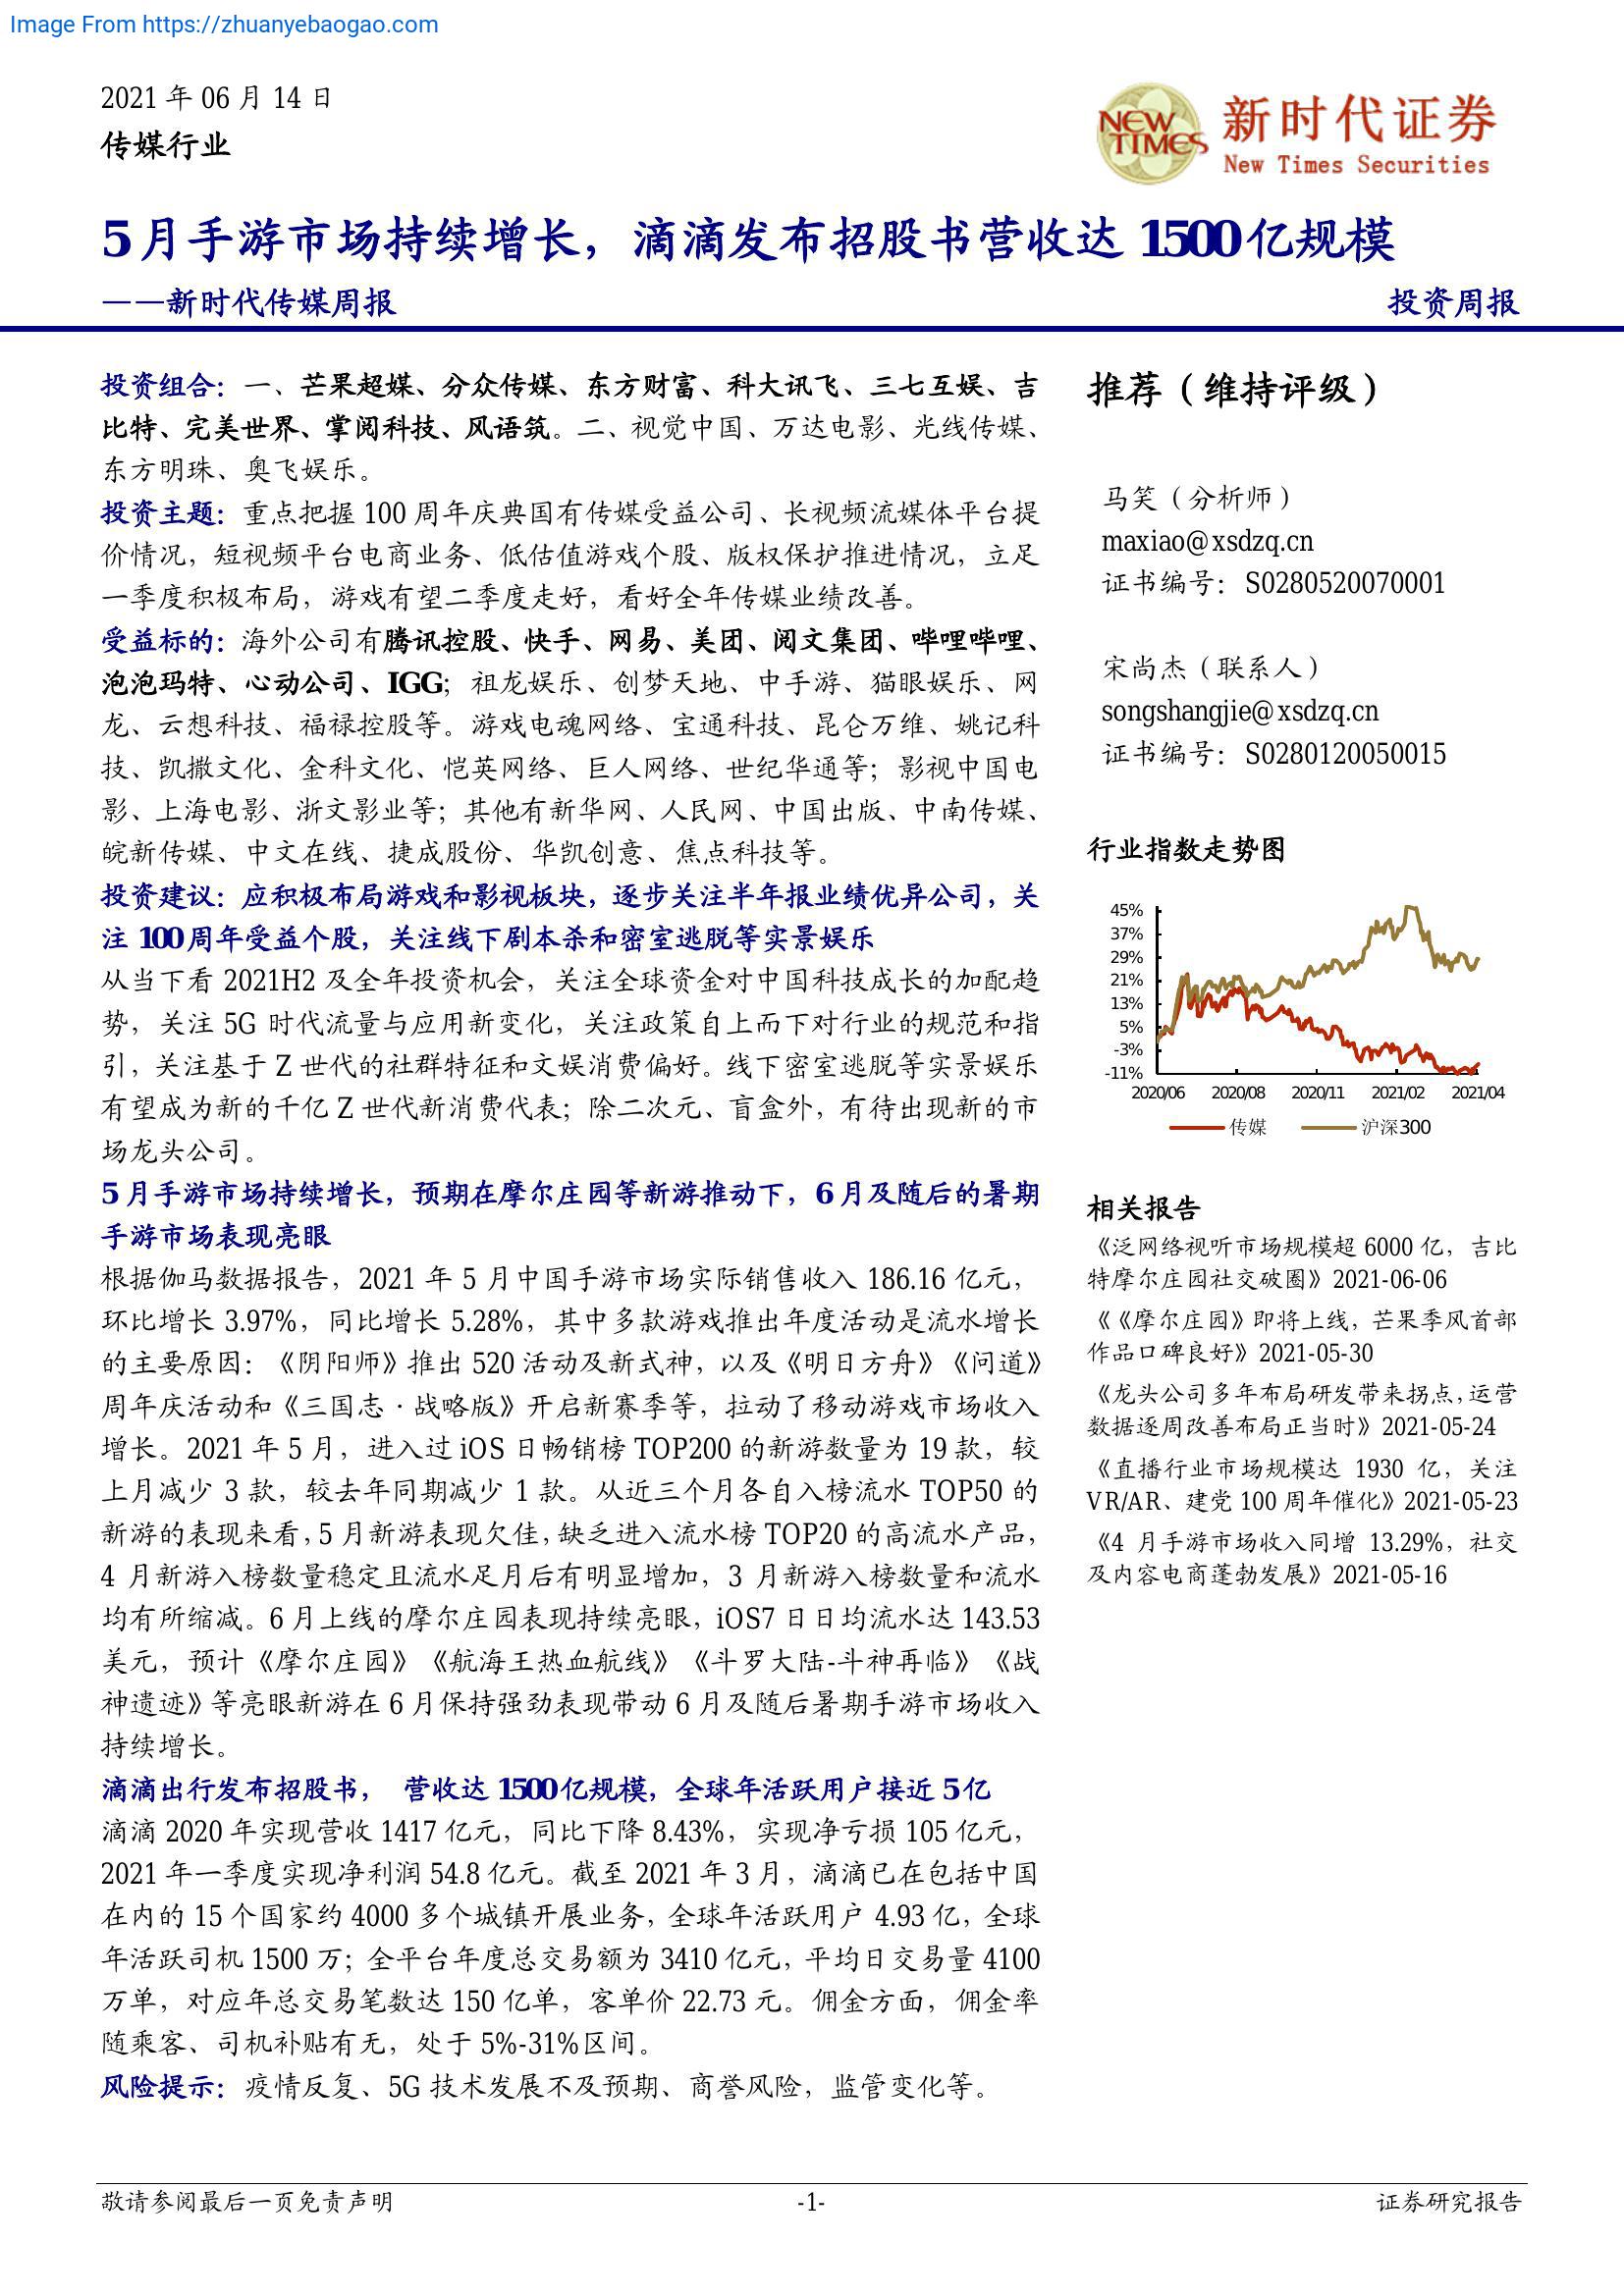 Image From https://zhuanyebaogao.com
2021 年 06 月 14 日
传媒行业
NEW TIMES
新时代证券
New Times Securities
5 月手游市场持续增长，滴滴发布招股书营收达 1500 亿规模
——新时代传媒周报
投资周报
投资组合：一、芒果超媒、分众传媒、东方财富、科大讯飞、三七互娱、吉
比特、完美世界、掌阅科技、风语筑。二、视觉中国、万达电影、光线传媒、
东方明珠、奥飞娱乐。
投资主题：重点把握 100 周年庆典国有传媒受益公司、长视频流媒体平台提
价情况，短视频平台电商业务、低估值游戏个股、版权保护推进情况，立足
一季度积极布局，游戏有望二季度走好，看好全年传媒业绩改善。
受益标的：海外公司有腾讯控股、快手、网易、美团、阅文集团、哔哩哔哩、
泡泡玛特、心动公司、IGG；祖龙娱乐、创梦天地、中手游、猫眼娱乐、网
龙、云想科技、福禄控股等。游戏电魂网络、宝通科技、昆仑万维、姚记科
技、凯撒文化、金科文化、恺英网络、巨人网络、世纪华通等；影视中国电
影、上海电影、浙文影业等；其他有新华网、人民网、中国出版、中南传媒、
皖新传媒、中文在线、捷成股份、华凯创意、焦点科技等。
投资建议：应积极布局游戏和影视板块，逐步关注半年报业绩优异公司，关
注 100 周年受益个股，关注线下剧本杀和密室逃脱等实景娱乐
从当下看 2021H2 及全年投资机会，关注全球资金对中国科技成长的加配趋
势，关注 5G 时代流量与应用新变化，关注政策自上而下对行业的规范和指
引，关注基于 Z 世代的社群特征和文娱消费偏好。线下密室逃脱等实景娱乐
有望成为新的千亿 Z 世代新消费代表；除二次元、盲盒外，有待出现新的市
场龙头公司。
5 月手游市场持续增长，预期在摩尔庄园等新游推动下，6 月及随后的暑期
手游市场表现亮眼
根据伽马数据报告，2021 年 5 月中国手游市场实际销售收入 186.16 亿元，
环比增长 3.97%，同比增长 5.28%，其中多款游戏推出年度活动是流水增长
的主要原因：《阴阳师》推出 520 活动及新式神，以及《明日方舟》《问道》
周年庆活动和《三国志·战略版》开启新赛季等，拉动了移动游戏市场收入
增长。2021 年 5 月，进入过 iOS 日畅销榜 TOP200 的新游数量为 19 款，较
上月减少 3 款，较去年同期减少 1 款。从近三个月各自入榜流水 TOP50 的
新游的表现来看，5 月新游表现欠佳，缺乏进入流水榜 TOP20 的高流水产品，
4 月新游入榜数量稳定且流水足月后有明显增加，3 月新游入榜数量和流水
均有所缩减。6 月上线的摩尔庄园表现持续亮眼，iOS7 日日均流水达 143.53
美元，预计《摩尔庄园》《航海王热血航线》《斗罗大陆-斗神再临》《战
神遗迹》等亮眼新游在 6 月保持强劲表现带动 6 月及随后暑期手游市场收入
持续增长。
滴滴出行发布招股书， 营收达 1500 亿规模，全球年活跃用户接近 5 亿
滴滴 2020 年实现营收 1417 亿元，同比下降 8.43%，实现净亏损 105 亿元，
2021 年一季度实现净利润 54.8 亿元。截至 2021 年 3 月，滴滴已在包括中国
在内的 15 个国家约 4000 多个城镇开展业务，全球年活跃用户 4.93 亿，全球
年活跃司机 1500 万；全平台年度总交易额为 3410 亿元，平均日交易量 4100
万单，对应年总交易笔数达 150 亿单，客单价 22.73 元。佣金方面，佣金率
随乘客、司机补贴有无，处于 5%-31%区间。
风险提示：疫情反复、5G 技术发展不及预期、商誉风险，监管变化等。
推荐（维持评级）
马笑（分析师）
maxiao@xsdzq.cn
证书编号：S0280520070001
宋尚杰（联系人）
songshangjie@xsdzq.cn
证书编号：S0280120050015
行业指数走势图
45%
37%
29%
21%
13%
5%
-3%
-11%
2020/06 2020/08 2020/11 2021/02 2021/04
传媒 沪深300
相关报告
《泛网络视听市场规模超 6000 亿，吉比
特摩尔庄园社交破圈》2021-06-06
《《摩尔庄园》即将上线，芒果季风首部
作品口碑良好》2021-05-30
《龙头公司多年布局研发带来拐点，运营
数据逐周改善布局正当时》2021-05-24
《直播行业市场规模达 1930 亿，关注
VR/AR、建党 100 周年催化》2021-05-23
《4 月手游市场收入同增 13.29%，社交
及内容电商蓬勃发展》2021-05-16
敬请参阅最后一页免责声明
-1-
证券研究报告